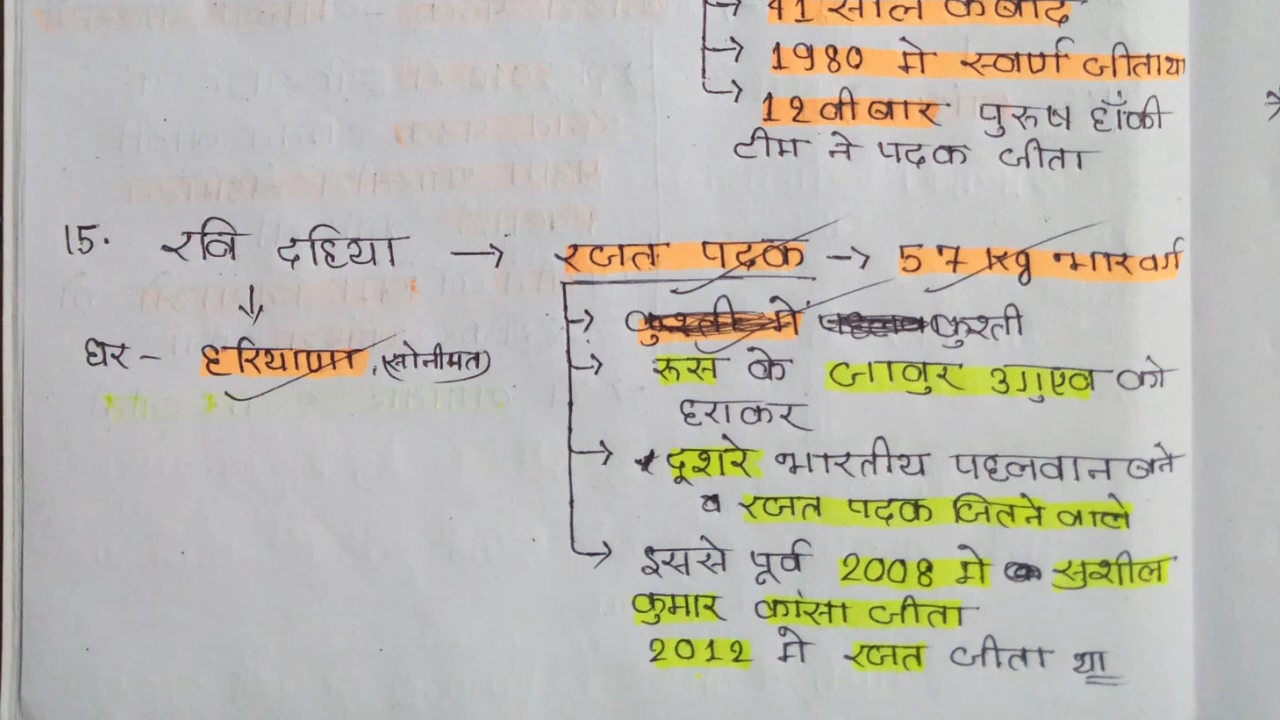 → 41 साल के बाद
→ 1980 मे स्वर्ण जीता था
→ 12 वी बार पुरुष हॉकी
टीम ने पदक जीता
15. रवि दहिया → रजत पदक → 57 kg भारवर्ग
→ कुश्ती में कुश्ती
घर - हरियाणा, (सोनीपत)
→ रूस के जावुर उगुएव को
हराकर
→ दूशरे भारतीय पहलवान बने
व रजत पदक जितने वाले
→ इससे पूर्व 2008 मे सुशील
कुमार कांसा जीता
2012 मे रजत जीता था